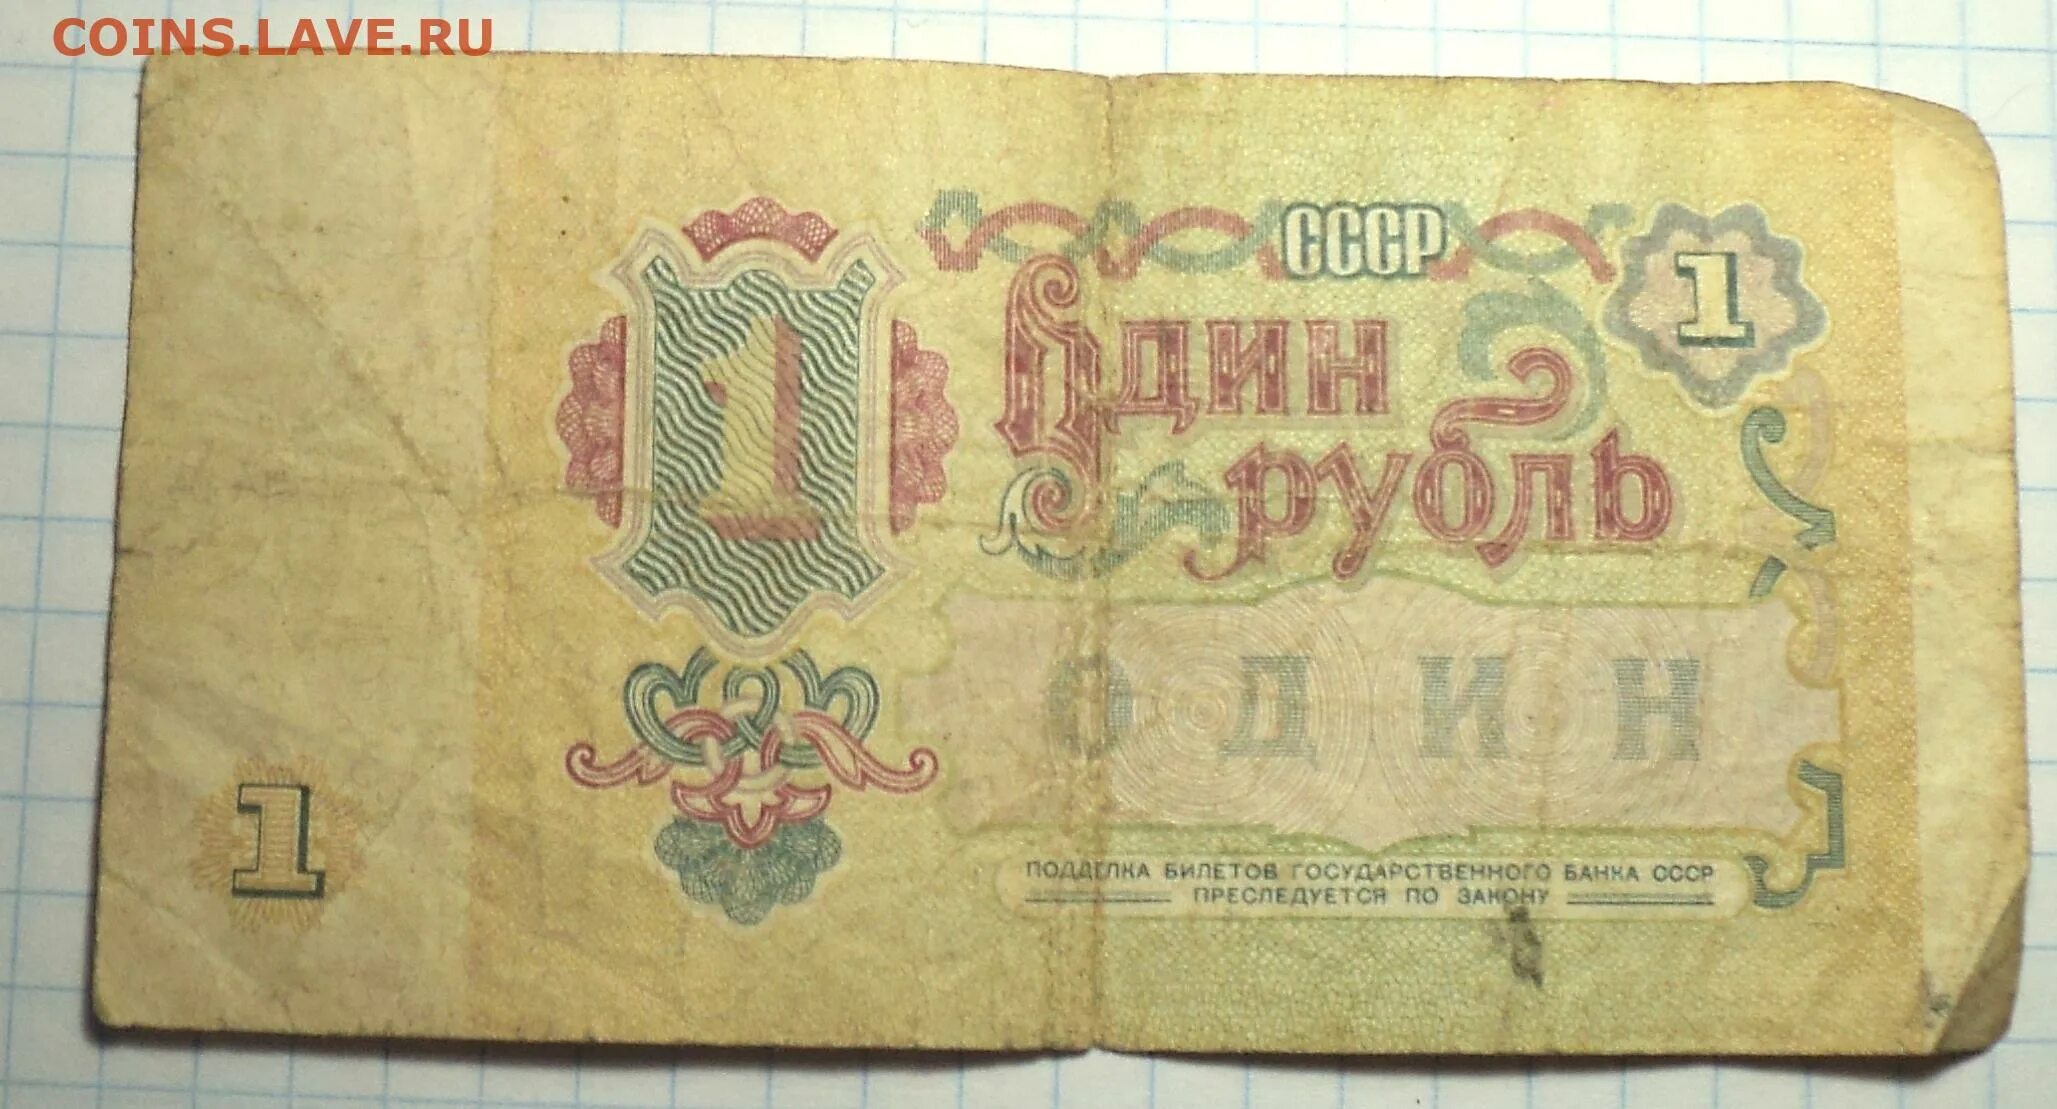 COINS.LAVE.RU
СССР
1
1
Один
рубль
ОДИН
1
ПОДДЕЛКА БИЛЕТОВ ГОСУДАРСТВЕННОГО БАНКА СССР
ПРЕСЛЕДУЕТСЯ ПО ЗАКОНУ